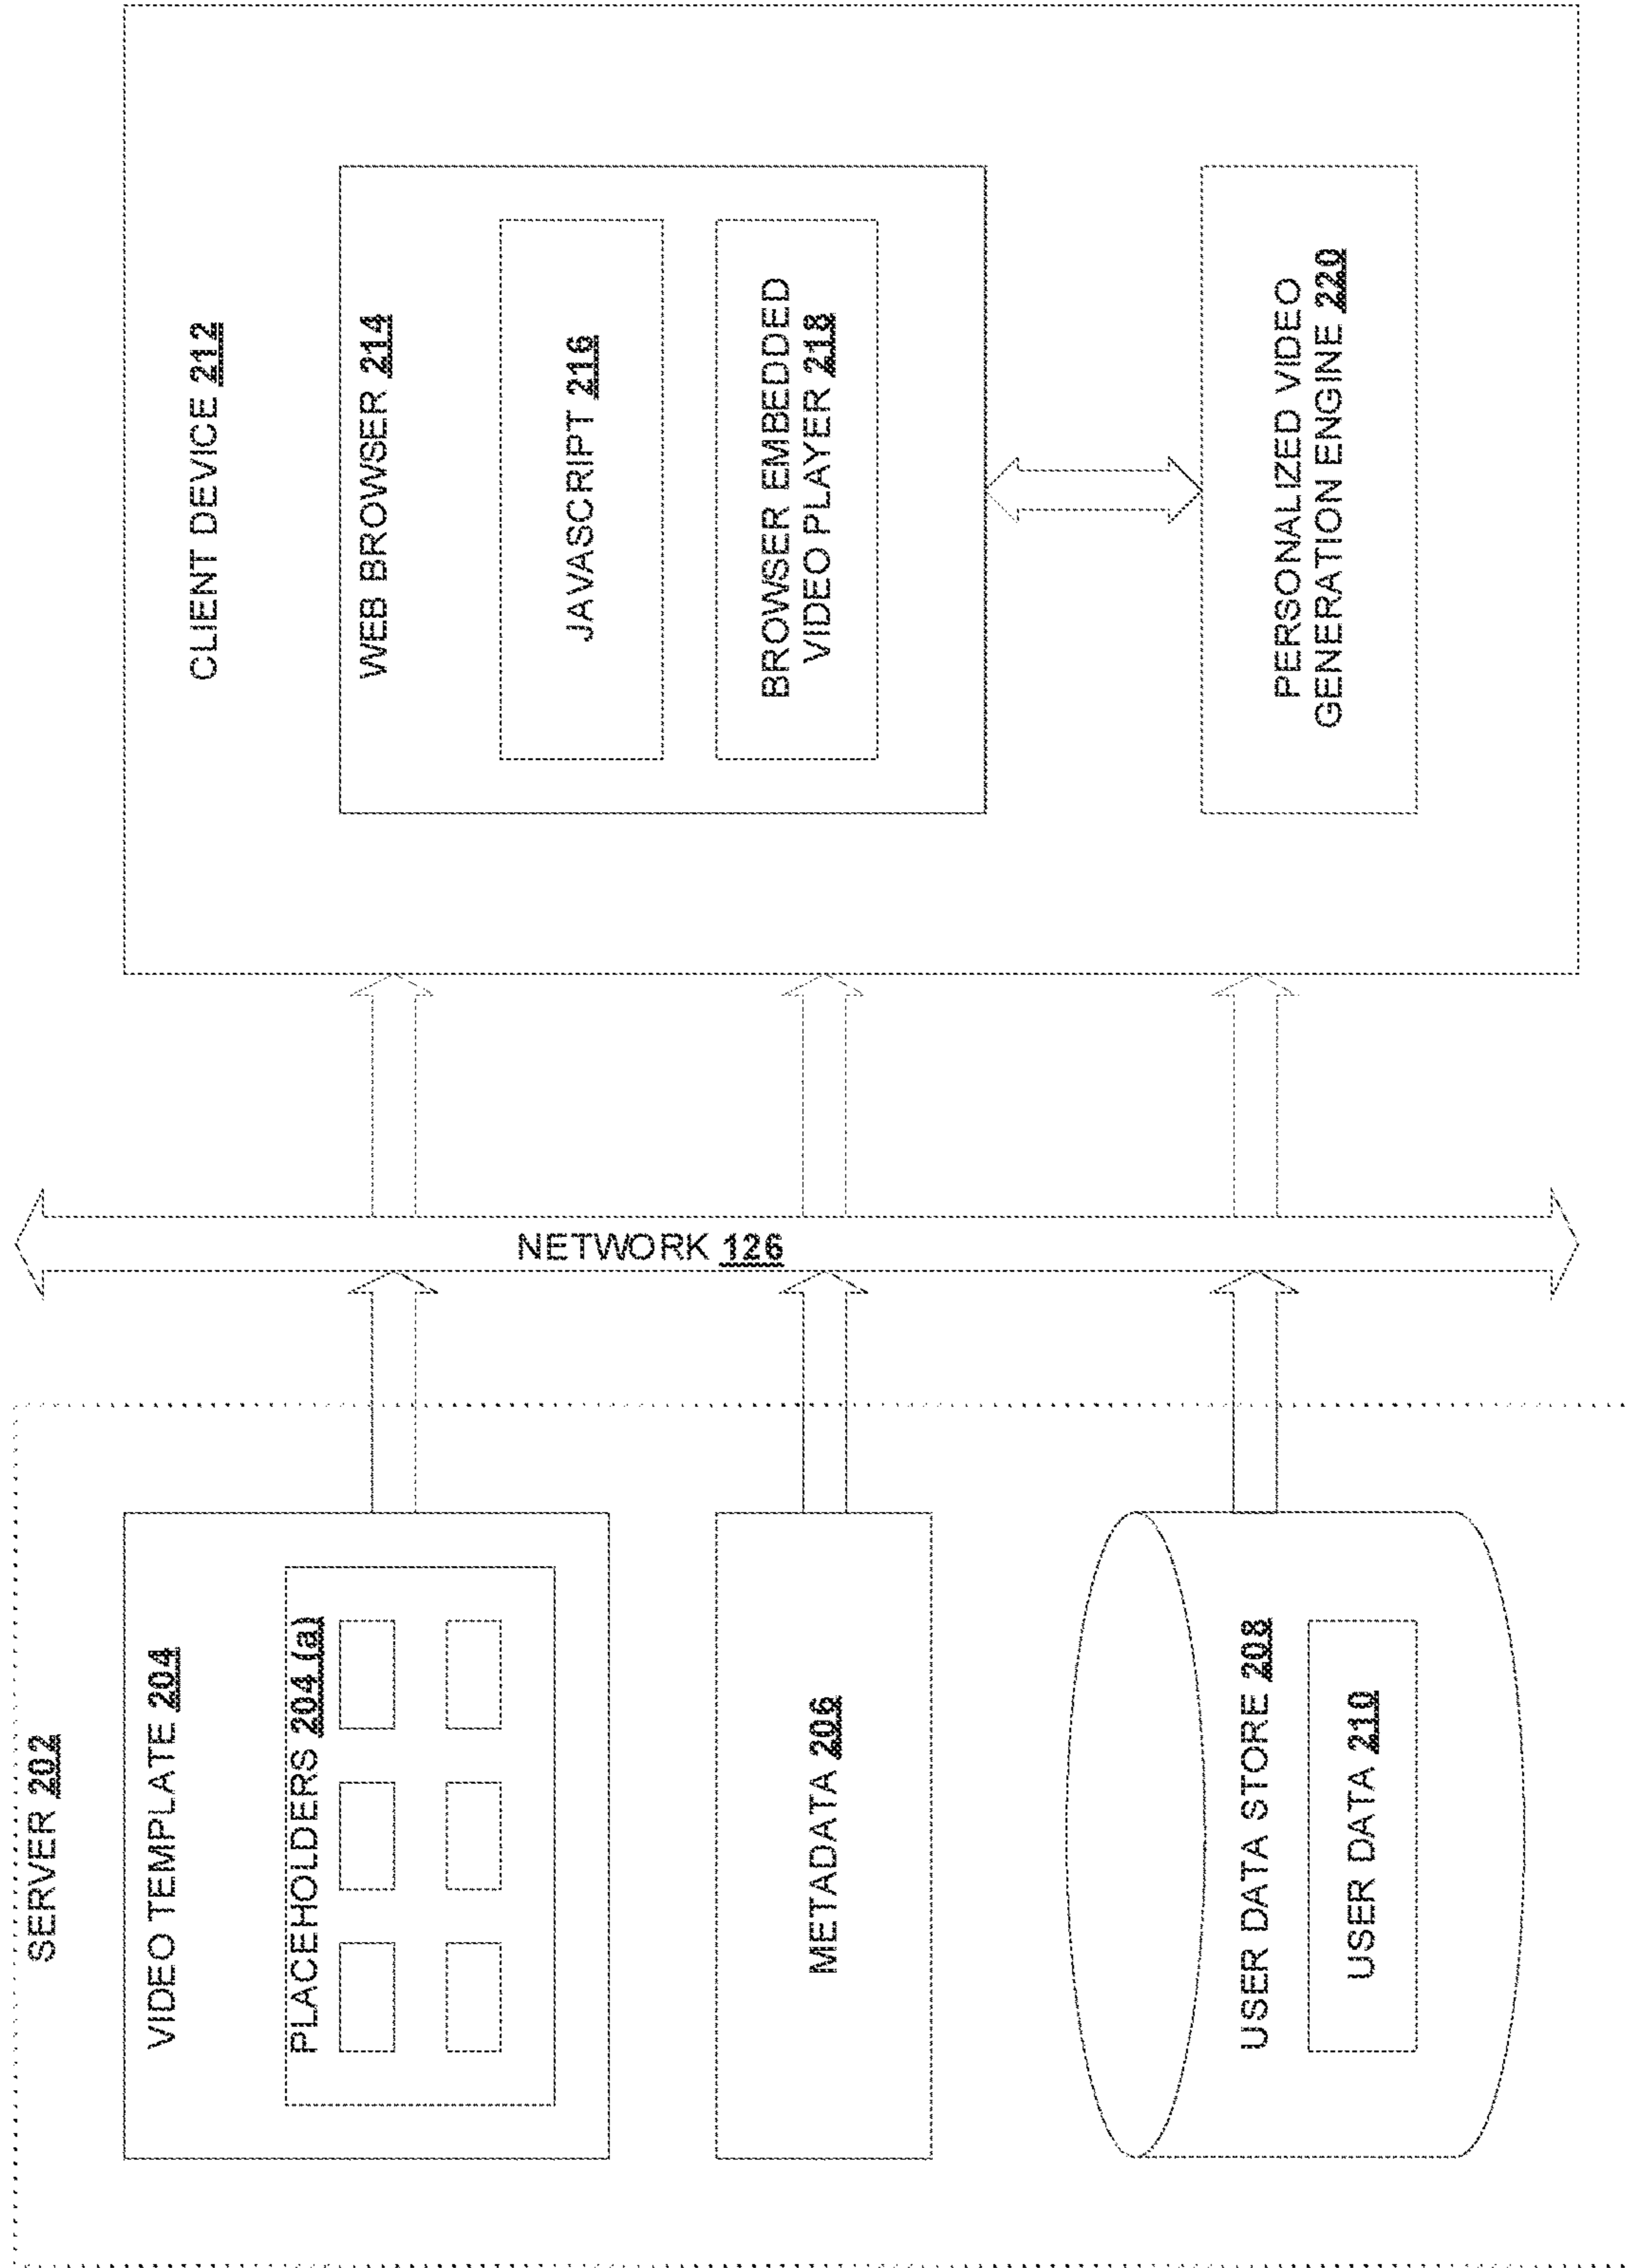 SERVER 202
VIDEO TEMPLATE 204
PLACEHOLDERS 204 (a)
METADATA 206
USER DATA STORE 208
USER DATA 210
NETWORK 126
CLIENT DEVICE 212
WEB BROWSER 214
JAVASCRIPT 216
BROWSER EMBEDDED
VIDEO PLAYER 218
PERSONALIZED VIDEO
GENERATION ENGINE 220